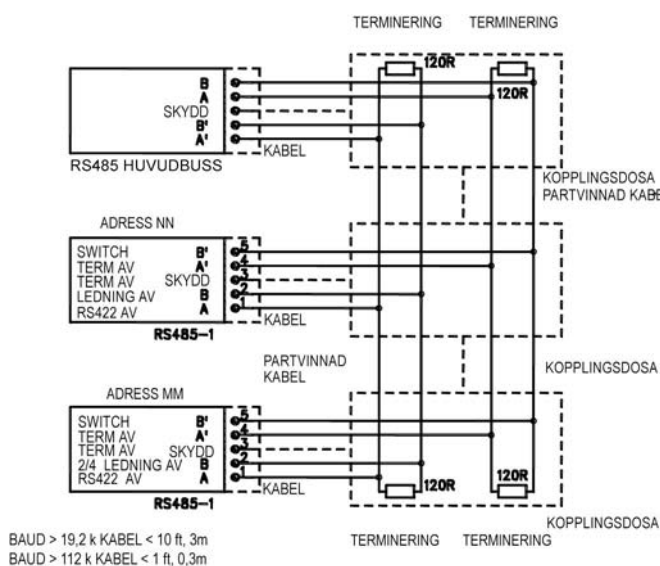 TERMINERING TERMINERING
120R
120R
B
A
SKYDD
B'
A'
KABEL
RS485 HUVUDBUSS
KOPPLINGSDOSA
PARTVINNAD KABE
ADRESS NN
SWITCH B' 5
TERM AV A' 4
TERM AV SKYDD 3
LEDNING AV B 2
RS422 AV A 1
KABEL
RS485-1
PARTVINNAD
KABEL
KOPPLINGSDOSA
ADRESS MM
SWITCH B' 5
TERM AV A' 4
TERM AV SKYDD 3
2/4 LEDNING AV B 2
RS422 AV A 1
KABEL
RS485-1
120R 120R
KOPPLINGSDOSA
TERMINERING TERMINERING
BAUD > 19,2 k KABEL < 10 ft, 3m
BAUD > 112 k KABEL < 1 ft, 0,3m